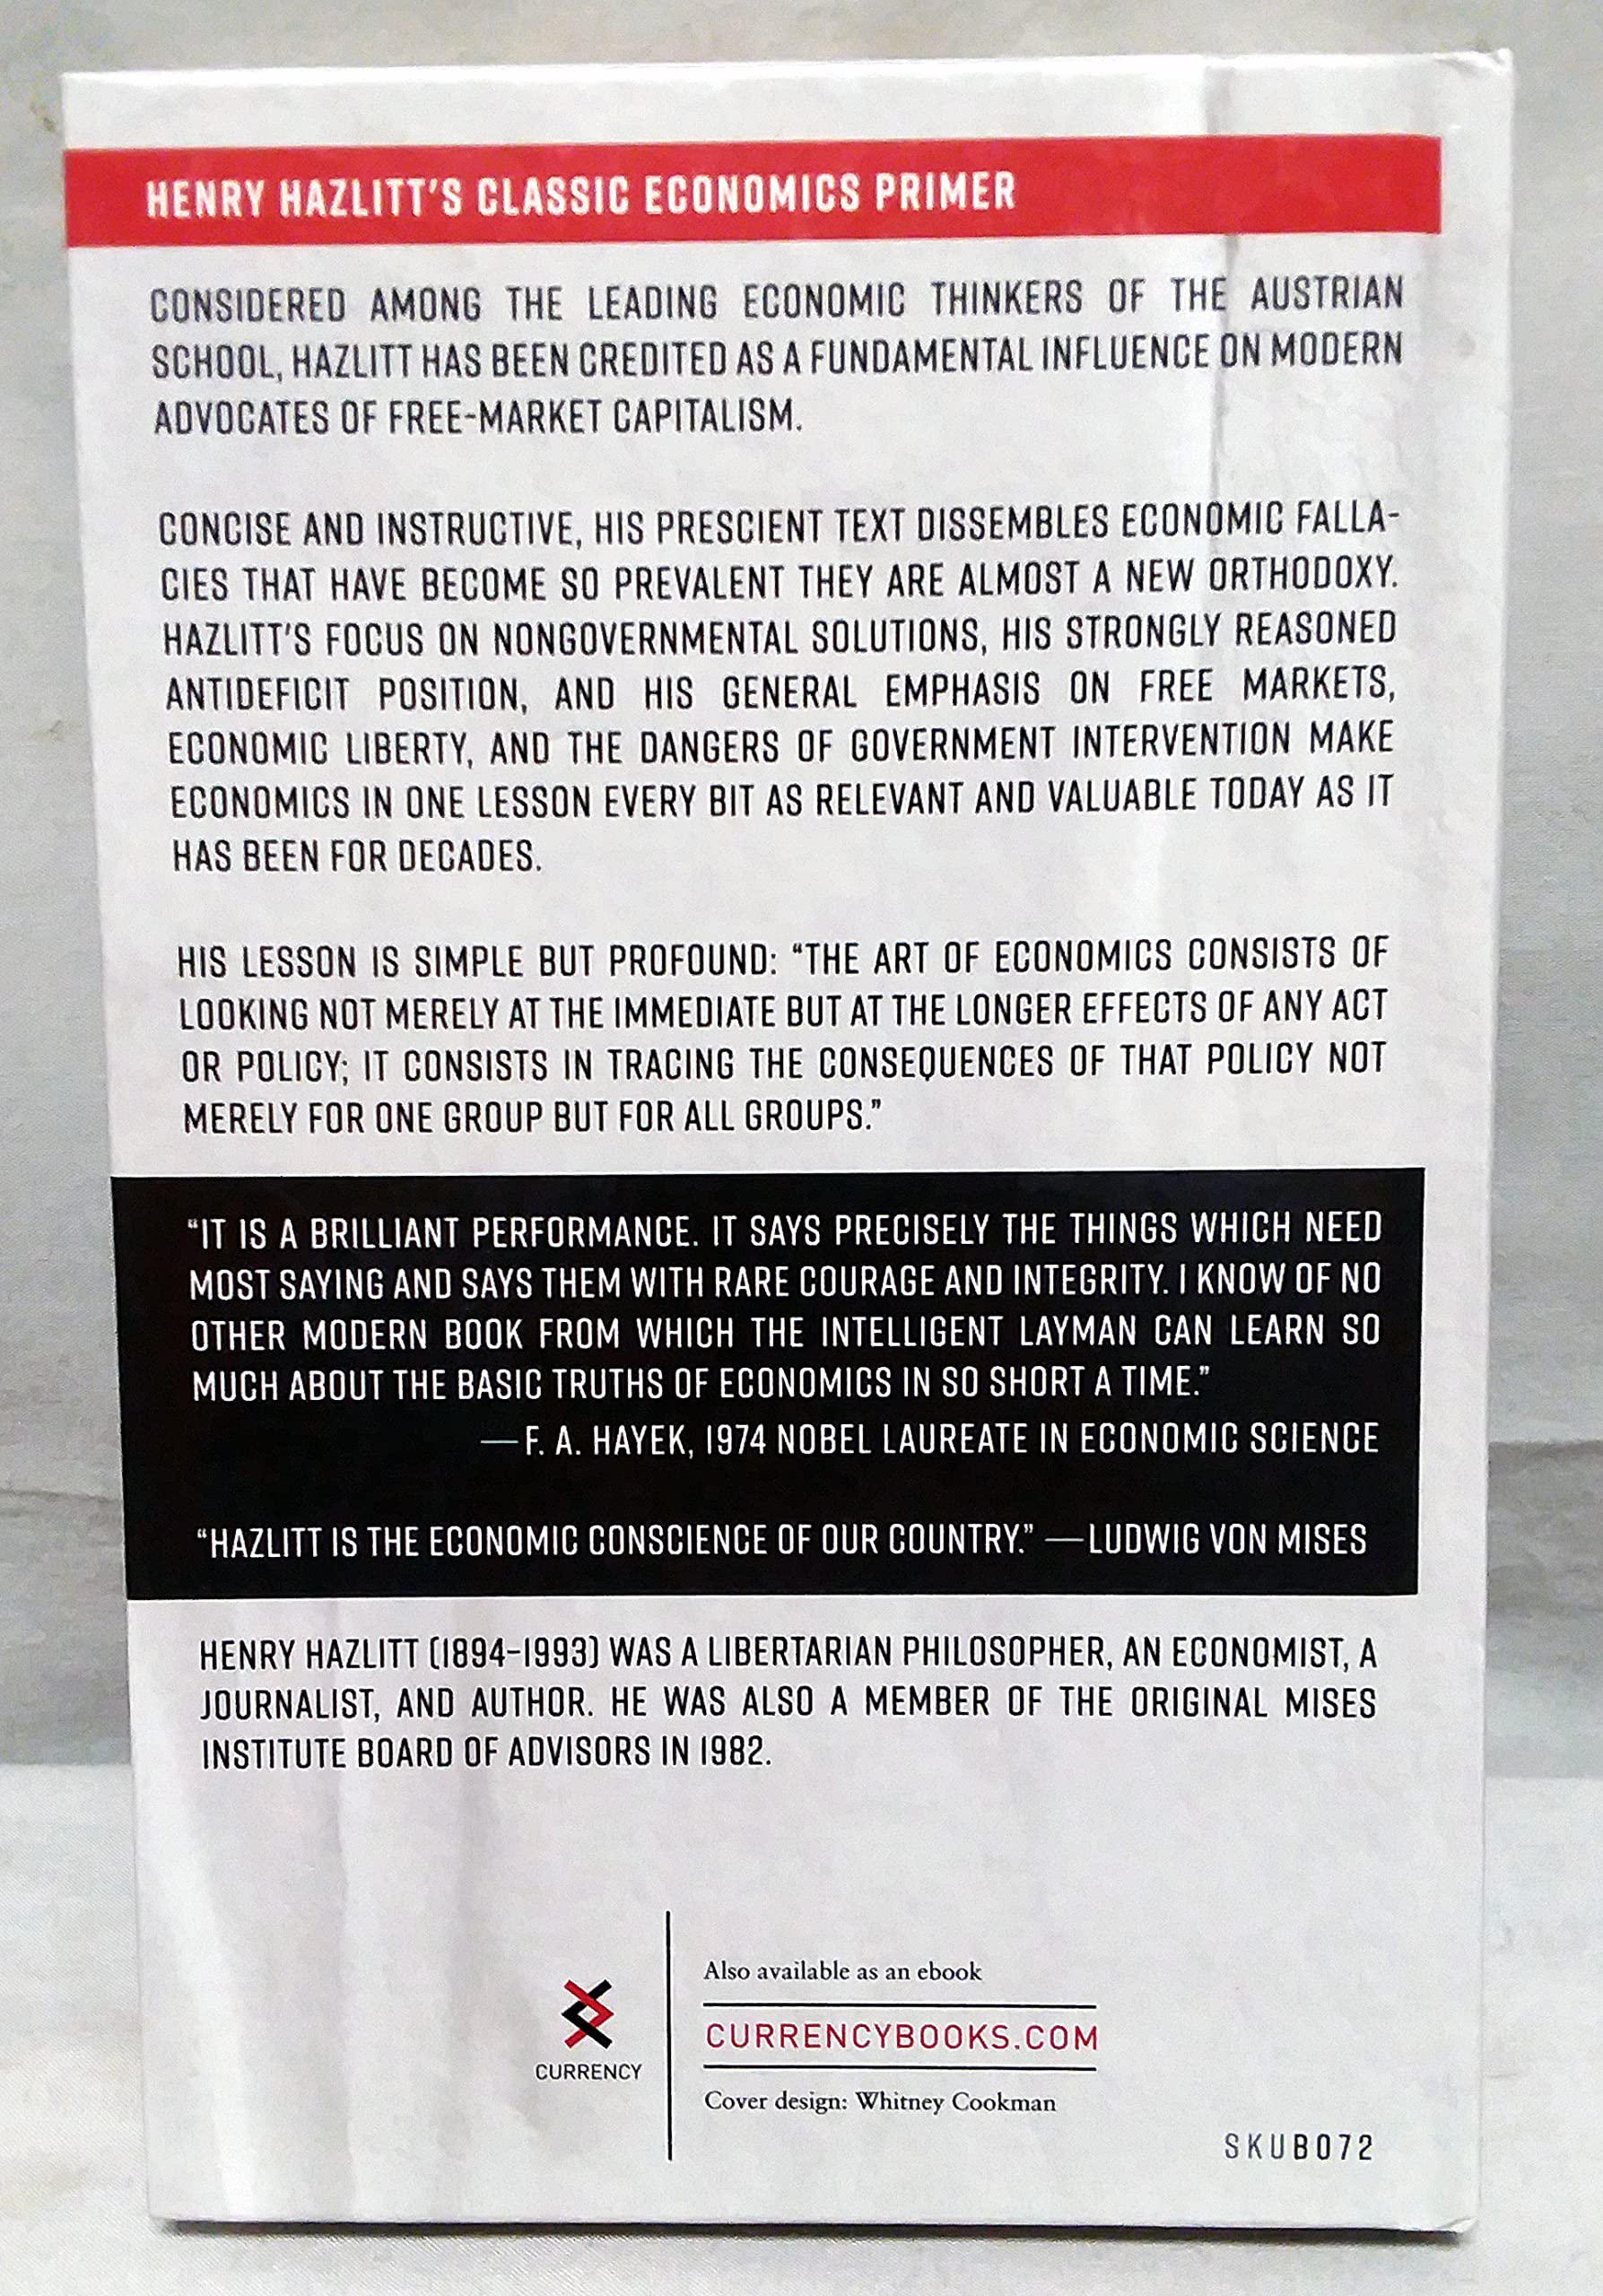 HENRY HAZLITT'S CLASSIC ECONOMICS PRIMER
CONSIDERED AMONG THE LEADING ECONOMIC THINKERS OF THE AUSTRIAN
SCHOOL, HAZLITT HAS BEEN CREDITED AS A FUNDAMENTAL INFLUENCE ON MODERN
ADVOCATES OF FREE-MARKET CAPITALISM.
CONCISE AND INSTRUCTIVE, HIS PRESCIENT TEXT DISSEMBLES ECONOMIC FALLA-
CIES THAT HAVE BECOME SO PREVALENT THEY ARE ALMOST A NEW ORTHODOXY.
HAZLITT'S FOCUS ON NONGOVERNMENTAL SOLUTIONS, HIS STRONGLY REASONED
ANTIDEFICIT POSITION, AND HIS GENERAL EMPHASIS ON FREE MARKETS,
ECONOMIC LIBERTY, AND THE DANGERS OF GOVERNMENT INTERVENTION MAKE
ECONOMICS IN ONE LESSON EVERY BIT AS RELEVANT AND VALUABLE TODAY AS IT
HAS BEEN FOR DECADES.
HIS LESSON IS SIMPLE BUT PROFOUND: “THE ART OF ECONOMICS CONSISTS OF
LOOKING NOT MERELY AT THE IMMEDIATE BUT AT THE LONGER EFFECTS OF ANY ACT
OR POLICY; IT CONSISTS IN TRACING THE CONSEQUENCES OF THAT POLICY NOT
MERELY FOR ONE GROUP BUT FOR ALL GROUPS.”
“IT IS A BRILLIANT PERFORMANCE. IT SAYS PRECISELY THE THINGS WHICH NEED
MOST SAYING AND SAYS THEM WITH RARE COURAGE AND INTEGRITY. I KNOW OF NO
OTHER MODERN BOOK FROM WHICH THE INTELLIGENT LAYMAN CAN LEARN SO
MUCH ABOUT THE BASIC TRUTHS OF ECONOMICS IN SO SHORT A TIME.”
—F. A. HAYEK, 1974 NOBEL LAUREATE IN ECONOMIC SCIENCE
“HAZLITT IS THE ECONOMIC CONSCIENCE OF OUR COUNTRY.” —LUDWIG VON MISES
HENRY HAZLITT (1894–1993) WAS A LIBERTARIAN PHILOSOPHER, AN ECONOMIST, A
JOURNALIST, AND AUTHOR. HE WAS ALSO A MEMBER OF THE ORIGINAL MISES
INSTITUTE BOARD OF ADVISORS IN 1982.
CURRENCY
Also available as an ebook
CURRENCYBOOKS.COM
Cover design: Whitney Cookman
SKUB072